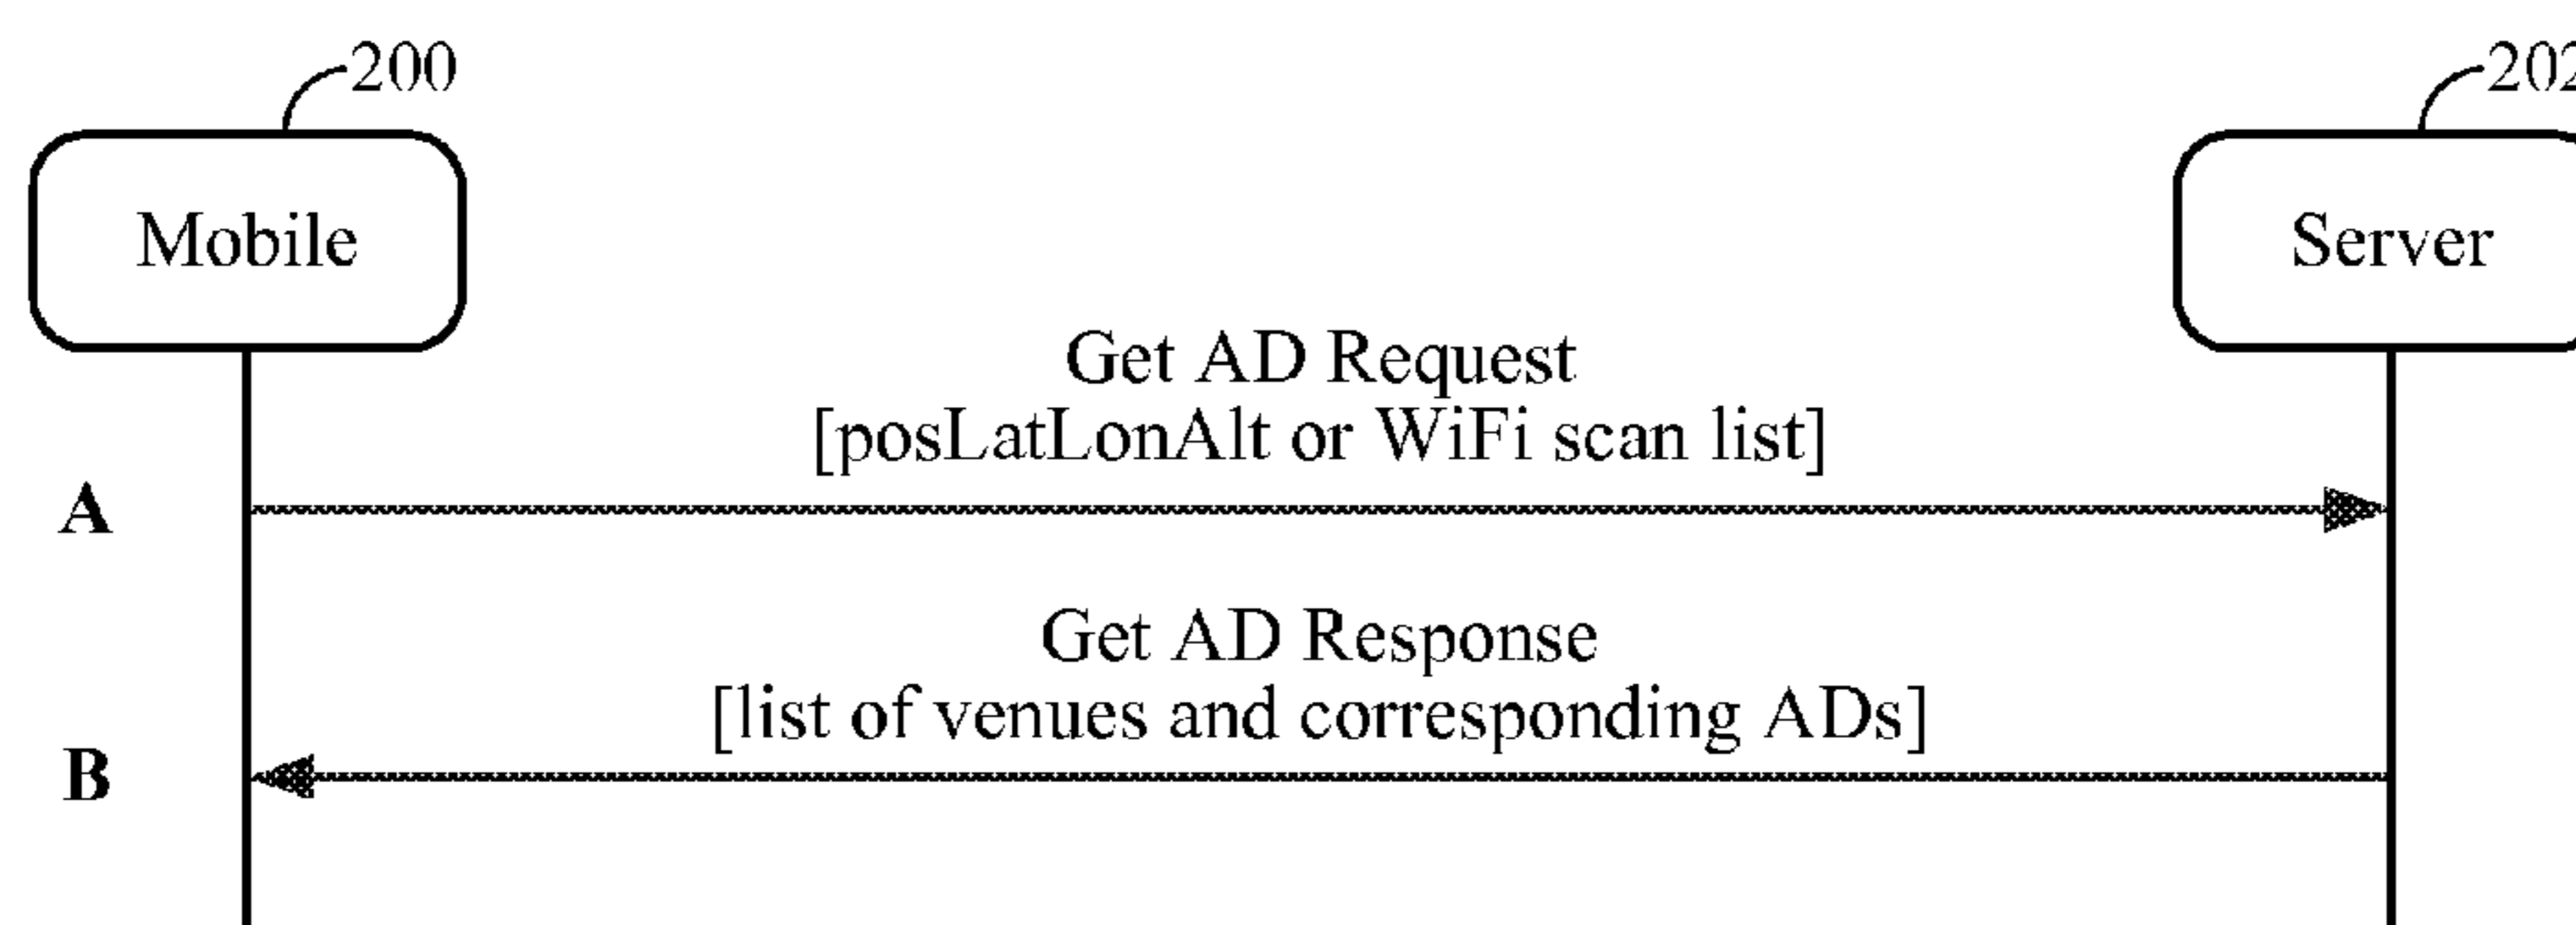 200
202
Mobile
Server
Get AD Request
[posLatLonAlt or WiFi scan list]
A
Get AD Response
[list of venues and corresponding ADs]
B